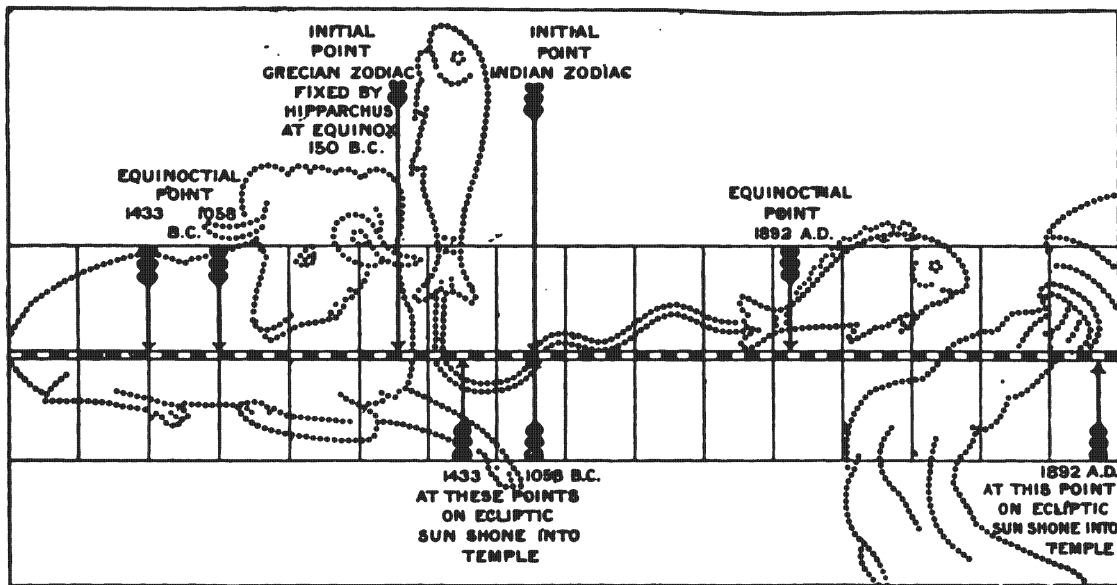 INITIAL
POINT
GRECIAN ZODIAC
FIXED BY
HIPPARCHUS
AT EQUINOX
150 B.C.
INITIAL
POINT
INDIAN ZODIAC
EQUINOCTIAL
POINT
1433 1058
B.C.
EQUINOCTIAL
POINT
1892 A.D.
1433 1058 B.C.
AT THESE POINTS
ON ECLIPTIC
SUN SHONE INTO
TEMPLE
1892 A.D.
AT THIS POINT
ON ECLIPTIC
SUN SHONE INTO
TEMPLE